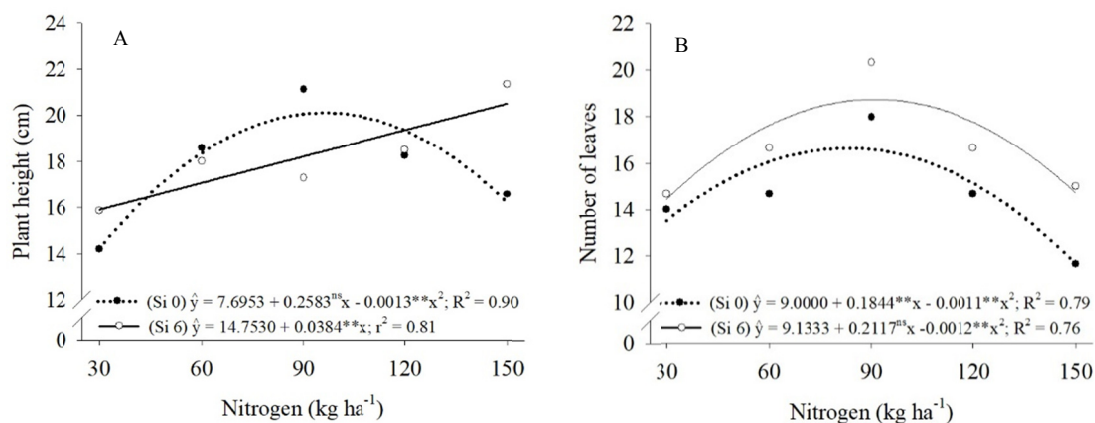 A
Plant height (cm)
24
22
20
18
16
14
12
0
(Si 0) ŷ = 7.6953 + 0.2583ⁿˢx - 0.0013**x²; R² = 0.90
(Si 6) ŷ = 14.7530 + 0.0384**x; r² = 0.81
30 60 90 120 150
Nitrogen (kg ha⁻¹)
B
Number of leaves
22
20
18
16
14
12
10
0
(Si 0) ŷ = 9.0000 + 0.1844**x - 0.0011**x²; R² = 0.79
(Si 6) ŷ = 9.1333 + 0.2117ⁿˢx -0.0012**x²; R² = 0.76
30 60 90 120 150
Nitrogen (kg ha⁻¹)